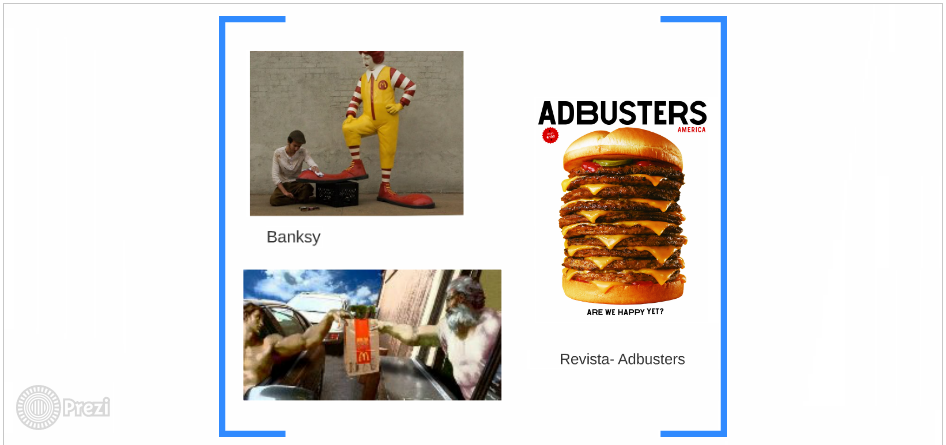 Banksy
ADBUSTERS
AMERICA
ARE WE HAPPY YET?
Revista- Adbusters
Prezi